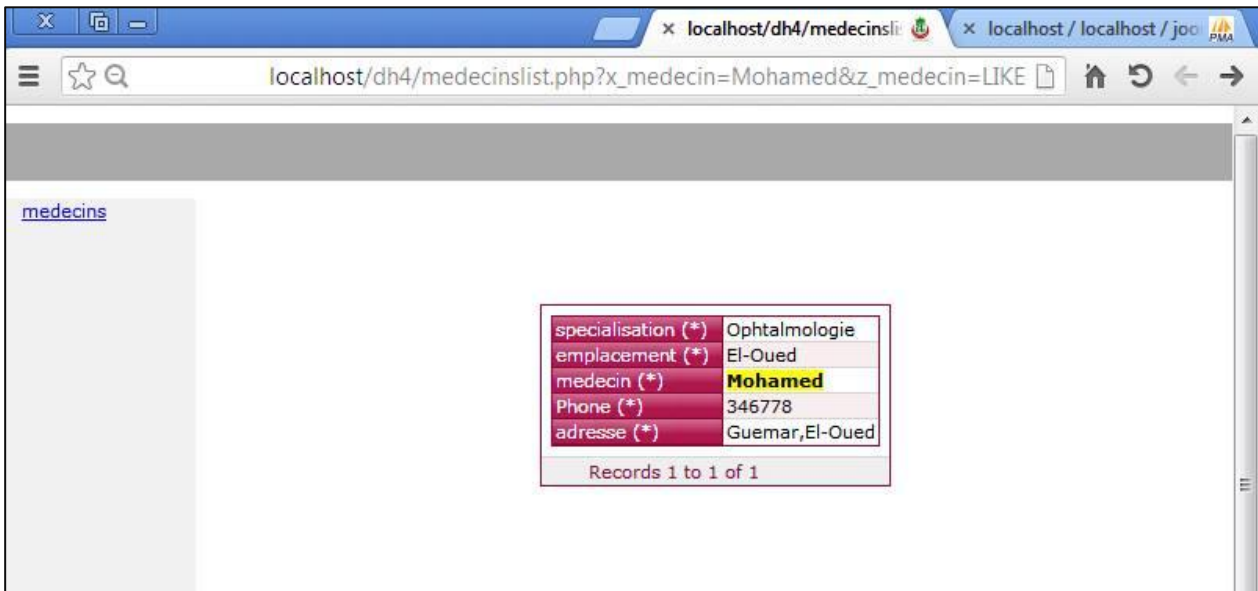 localhost/dh4/medecinsli
localhost / localhost / joo
PMA
localhost/dh4/medecinslist.php?x_medecin=Mohamed&z_medecin=LIKE
medecins
specialisation (*) Ophtalmologie
emplacement (*) El-Oued
medecin (*) Mohamed
Phone (*) 346778
adresse (*) Guemar,El-Oued
Records 1 to 1 of 1